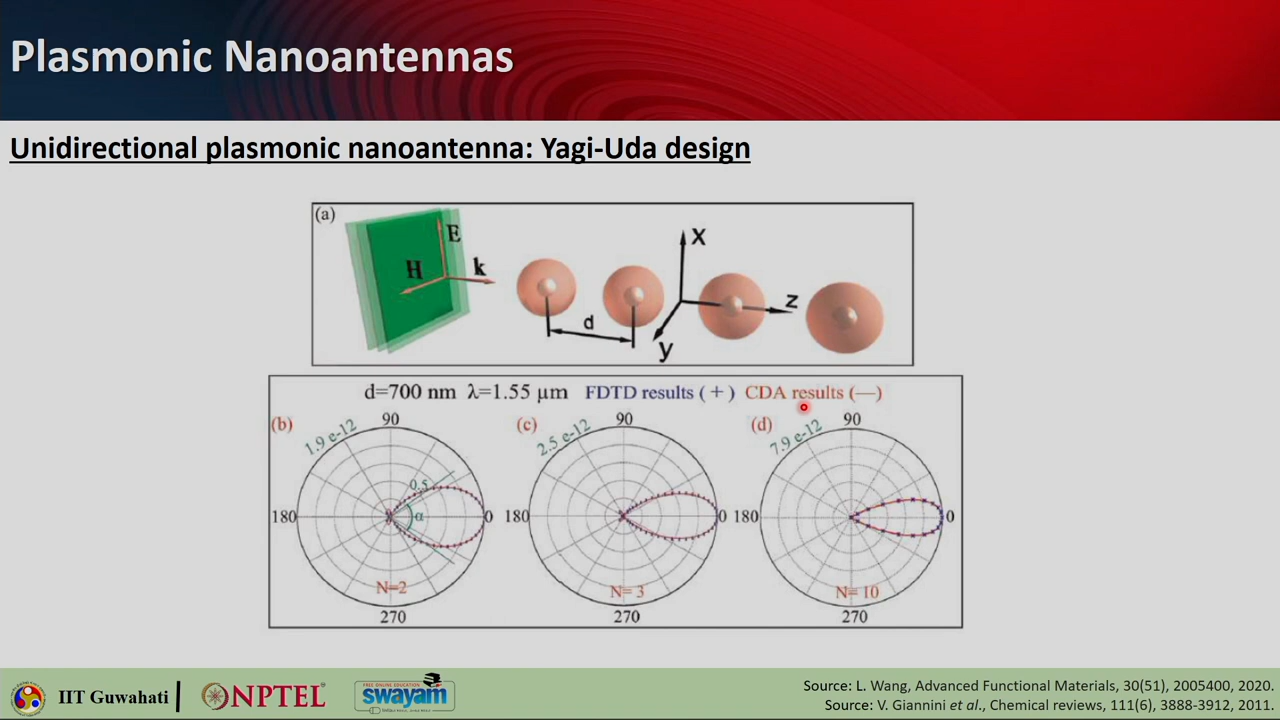 Plasmonic Nanoantennas
Unidirectional plasmonic nanoantenna: Yagi-Uda design
(a)
E
H
k
d
X
y
z
d=700 nm λ=1.55 μm FDTD results (+) CDA results (—)
(b)
1.9 e-12
90
0.5
α
180
0
N=2
270
(c)
2.5 e-12
90
180
0
N= 3
270
(d)
7.9 e-12
90
180
0
N= 10
270
IIT Guwahati
NPTEL
FREE ONLINE EDUCATION
swayam
Source: L. Wang, Advanced Functional Materials, 30(51), 2005400, 2020.
Source: V. Giannini et al., Chemical reviews, 111(6), 3888-3912, 2011.